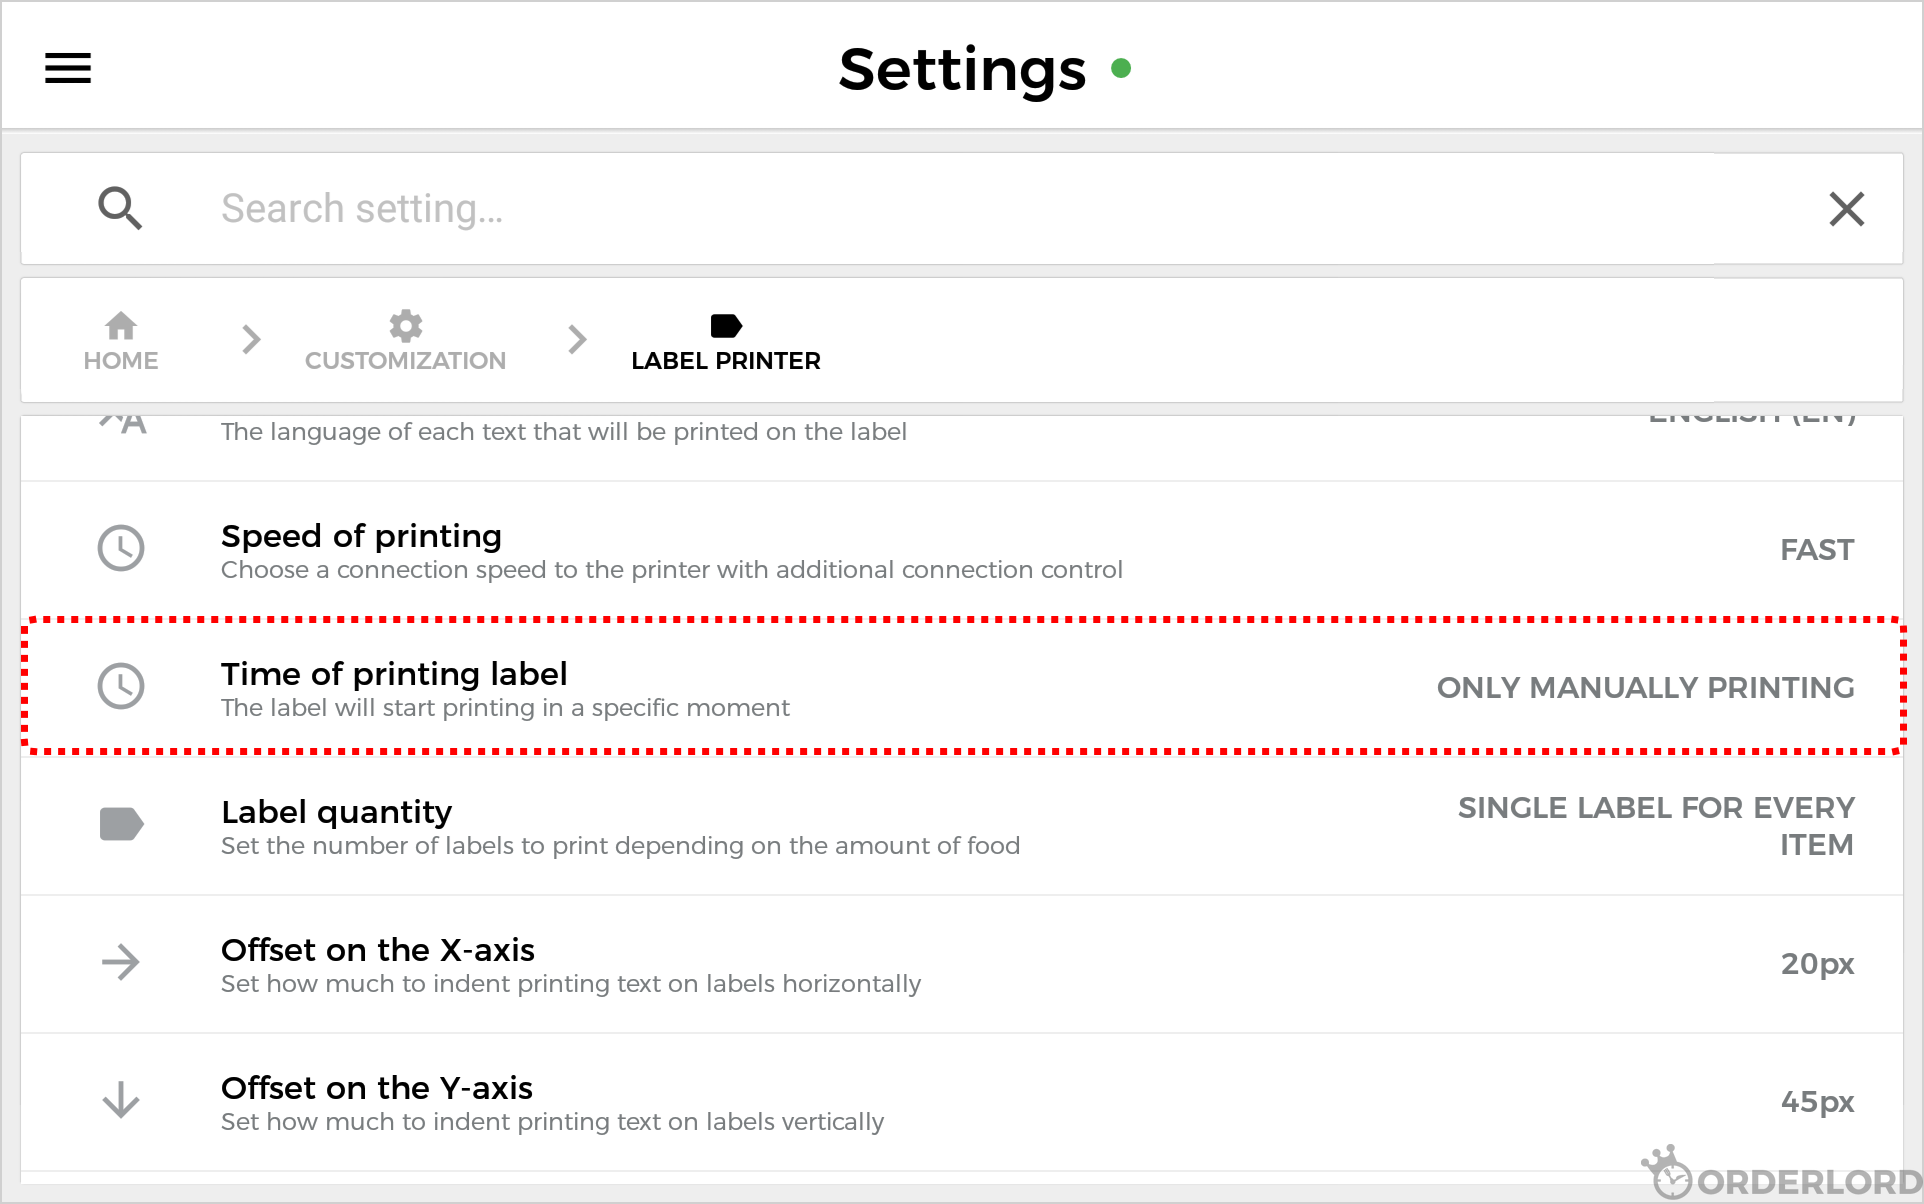 Settings
Search setting...
HOME
CUSTOMIZATION
LABEL PRINTER
ENGLISH (EN)
The language of each text that will be printed on the label
Speed of printing
Choose a connection speed to the printer with additional connection control
FAST
Time of printing label
The label will start printing in a specific moment
ONLY MANUALLY PRINTING
Label quantity
Set the number of labels to print depending on the amount of food
SINGLE LABEL FOR EVERY
ITEM
Offset on the X-axis
Set how much to indent printing text on labels horizontally
20px
Offset on the Y-axis
Set how much to indent printing text on labels vertically
45px
ORDERLORD